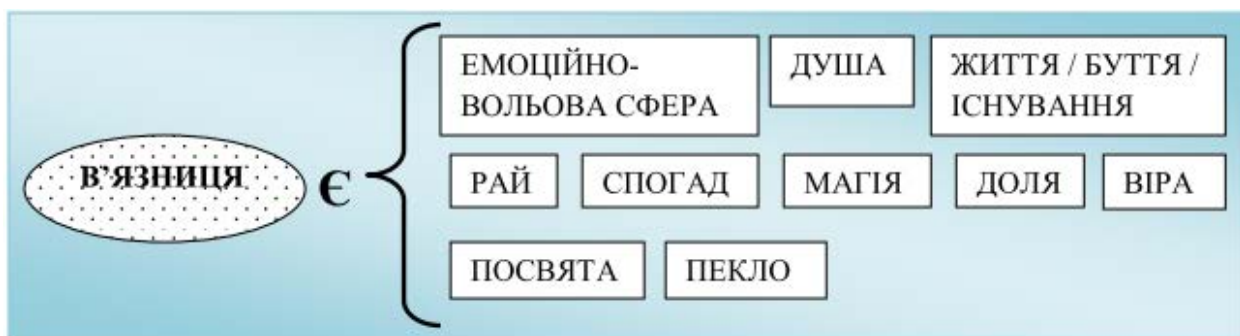 В’ЯЗНИЦЯ
Є
ЕМОЦІЙНО-
ВОЛЬОВА СФЕРА
ДУША
ЖИТТЯ / БУТТЯ /
ІСНУВАННЯ
РАЙ
СПОГАД
МАГІЯ
ДОЛЯ
ВІРА
ПОСВЯТА
ПЕКЛО